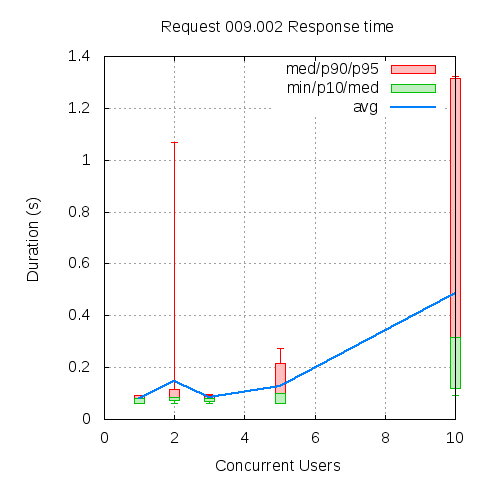 Request 009.002 Response time
med/p90/p95
min/p10/med
avg
1.4
1.2
1
0.8
0.6
0.4
0.2
0
Duration (s)
0 2 4 6 8 10
Concurrent Users